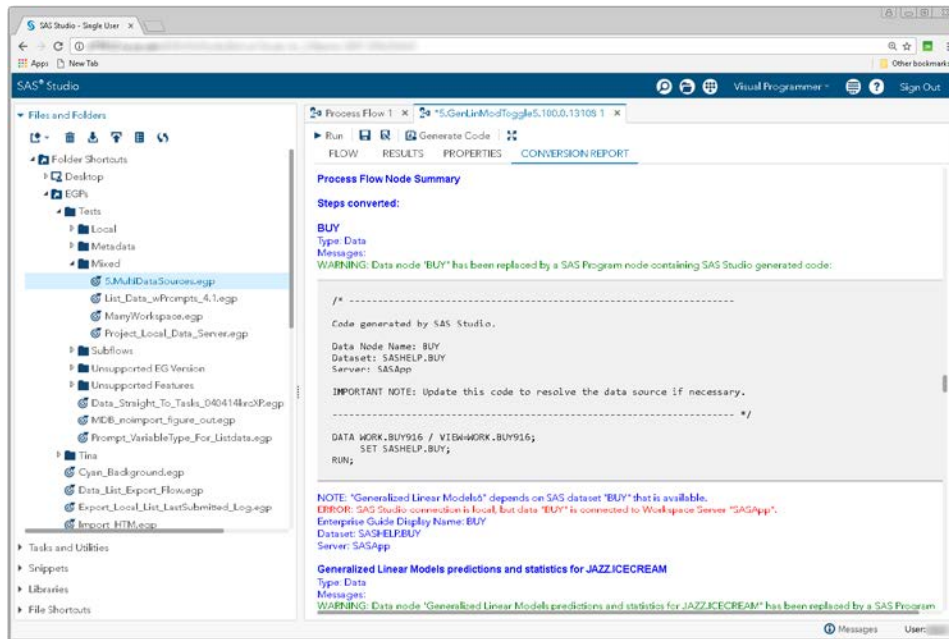 SAS Studio - Single User
Apps New Tab Other bookmarks
SAS® Studio Visual Programmer Sign Out
Files and Folders
Folder Shortcuts
Desktop
EGPs
Tests
Local
Metadata
Mixed
5.MultiDataSources.egp
List_Data_wPrompts_4.1.egp
ManyWorkspace.egp
Project_Local_Data_Server.egp
Subflows
Unsupported EG Version
Unsupported Features
Data_Straight_To_Tasks_040414kroXP.egp
MDB_noimport_figure_out.egp
Prompt_VariableType_For_Listdata.egp
Tina
Cyan_Background.egp
Data_List_Export_Flow.egp
Export_Local_List_LastSubmitted_Log.egp
Import_HTM.egp
Tasks and Utilities
Snippets
Libraries
File Shortcuts
Process Flow 1 *5.GenLinModToggle5.100.0.13108 1
Run Generate Code
FLOW RESULTS PROPERTIES CONVERSION REPORT
Process Flow Node Summary
Steps converted:
BUY
Type: Data
Messages:
WARNING: Data node "BUY" has been replaced by a SAS Program node containing SAS Studio generated code:
/* -----------------------------------------------------------------------
Code generated by SAS Studio.
Data Node Name: BUY
Dataset: SASHELP.BUY
Server: SASApp
IMPORTANT NOTE: Update this code to resolve the data source if necessary.
----------------------------------------------------------------------- */
DATA WORK.BUY916 / VIEW=WORK.BUY916;
SET SASHELP.BUY;
RUN;
NOTE: "Generalized Linear Models6" depends on SAS dataset "BUY" that is available.
ERROR: SAS Studio connection is local, but data "BUY" is connected to Workspace Server "SASApp".
Enterprise Guide Display Name: BUY
Dataset: SASHELP.BUY
Server: SASApp
Generalized Linear Models predictions and statistics for JAZZ.ICECREAM
Type: Data
Messages:
WARNING: Data node "Generalized Linear Models predictions and statistics for JAZZ.ICECREAM" has been replaced by a SAS Program
Messages User: